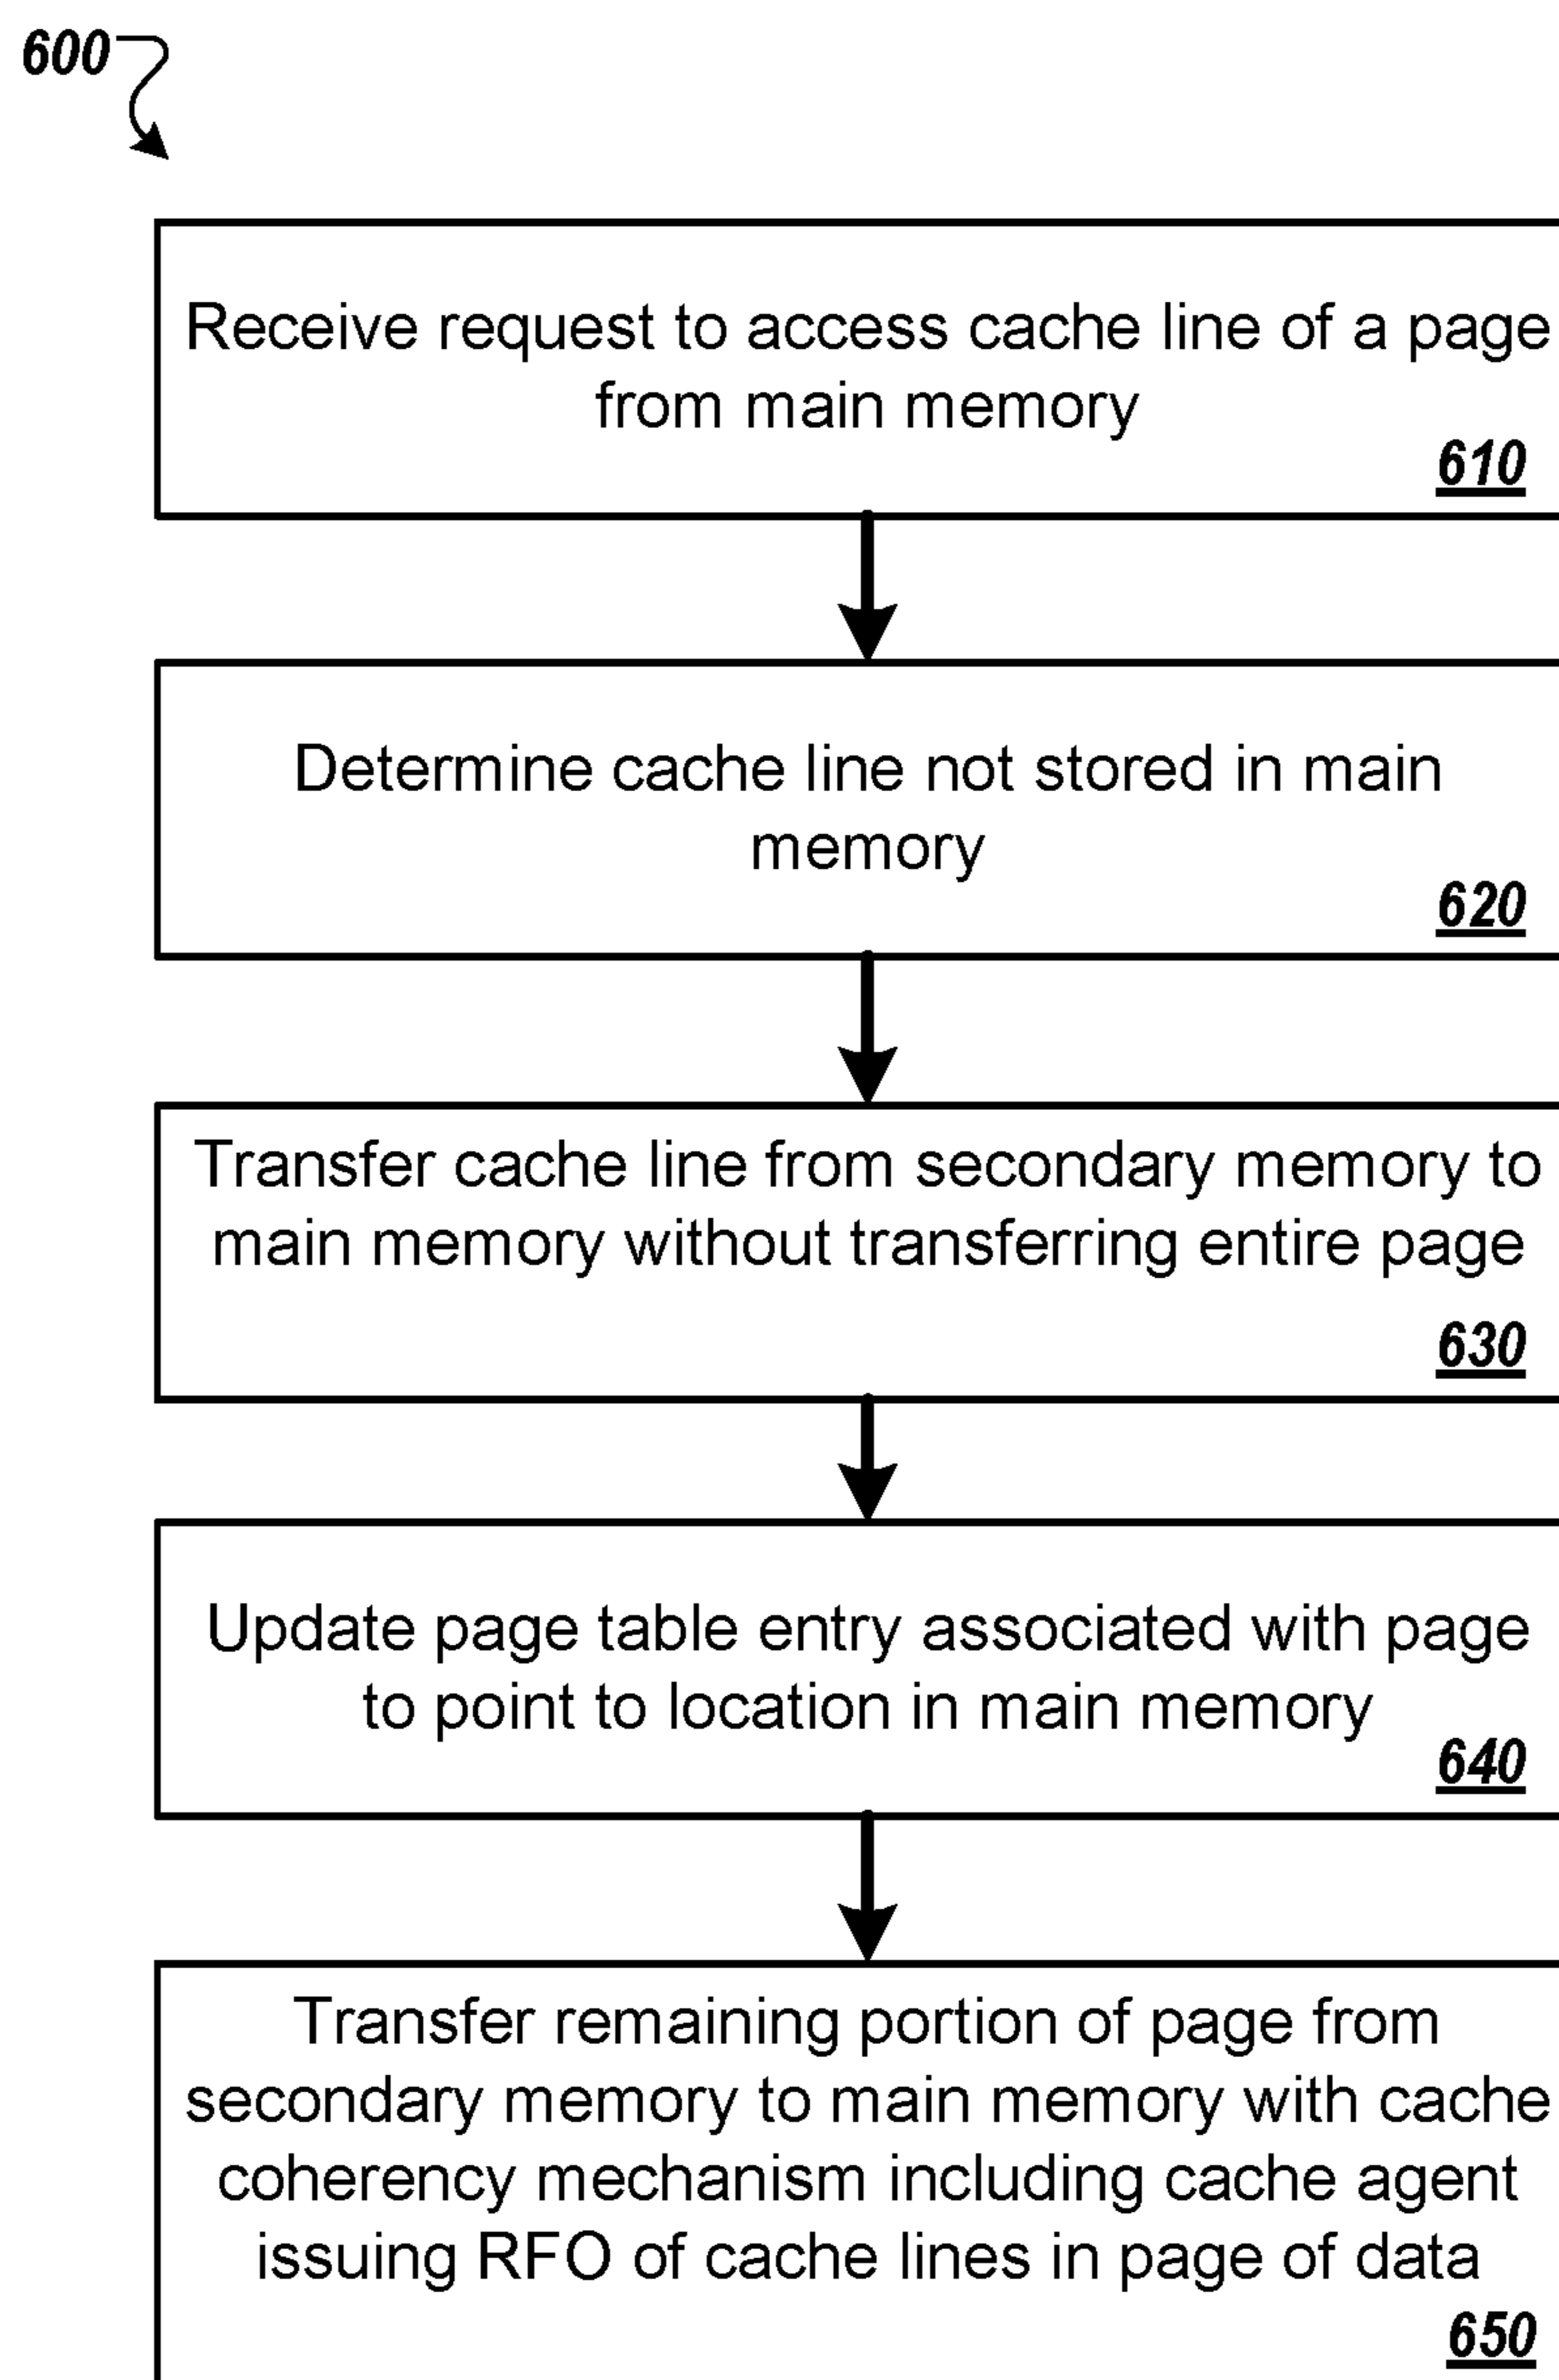 600
Receive request to access cache line of a page
from main memory
610
Determine cache line not stored in main
memory
620
Transfer cache line from secondary memory to
main memory without transferring entire page
630
Update page table entry associated with page
to point to location in main memory
640
Transfer remaining portion of page from
secondary memory to main memory with cache
coherency mechanism including cache agent
issuing RFO of cache lines in page of data
650